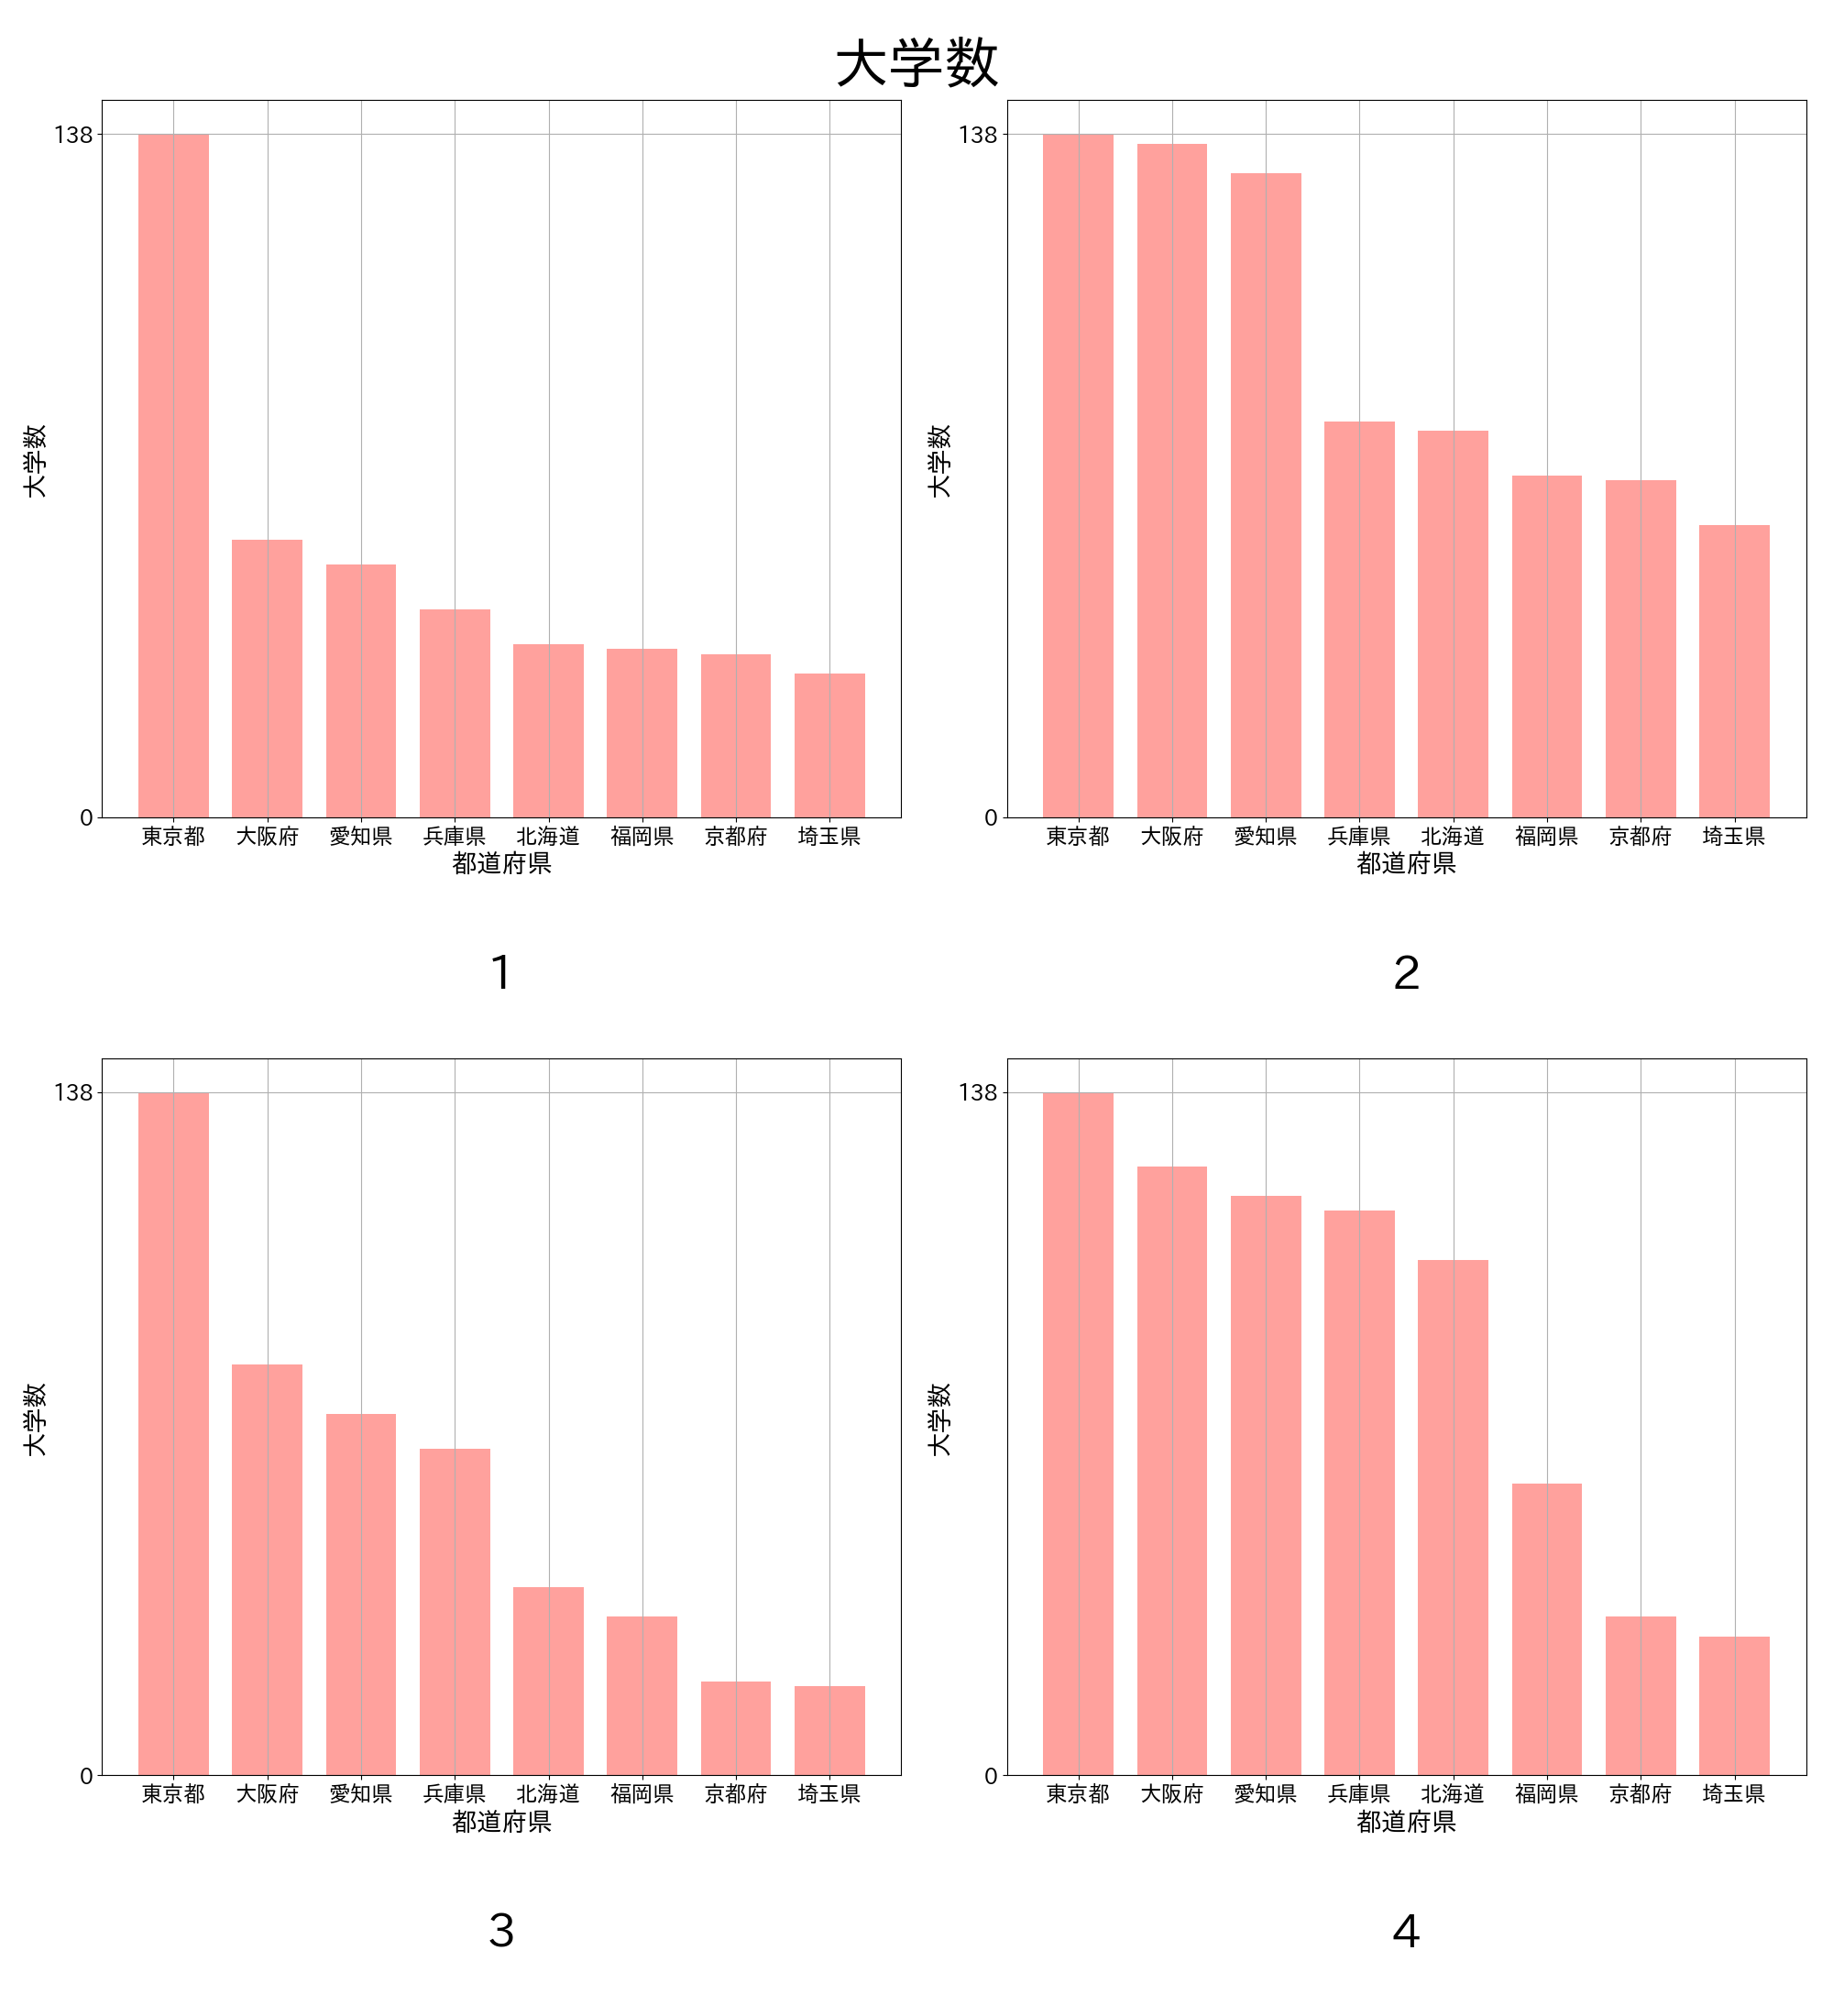 大学数
138
大学数
0
東京都 大阪府 愛知県 兵庫県 北海道 福岡県 京都府 埼玉県
都道府県
1
138
大学数
0
東京都 大阪府 愛知県 兵庫県 北海道 福岡県 京都府 埼玉県
都道府県
2
138
大学数
0
東京都 大阪府 愛知県 兵庫県 北海道 福岡県 京都府 埼玉県
都道府県
3
138
大学数
0
東京都 大阪府 愛知県 兵庫県 北海道 福岡県 京都府 埼玉県
都道府県
4